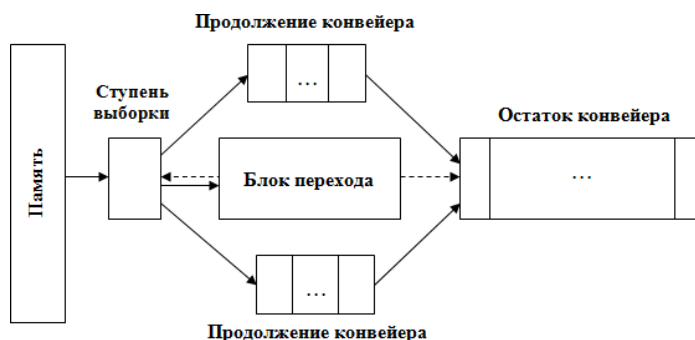 Продолжение конвейера
...
Ступень
выборки
Остаток конвейера
Память
Блок перехода
...
...
Продолжение конвейера